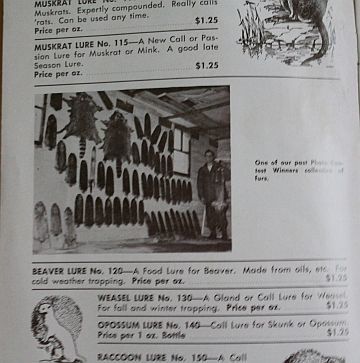 MUSKRAT LURE No.
Muskrats. Expertly compounded. Really calls
'rats. Can be used any time.
Price per oz. $1.25
MUSKRAT LURE No. 115—A New Call or Pas-
sion Lure for Muskrat or Mink. A good late
Season Lure.
Price per oz. $1.25
One of our past Photo Con-
test Winners collection of
Furs.
BEAVER LURE No. 120—A Food Lure for Beaver. Made from oils, etc. For
cold weather trapping. Price per oz. $1.25
WEASEL LURE No. 130—A Gland or Call Lure for Weasel.
For fall and winter trapping. Price per oz. $1.25
OPOSSUM LURE No. 140—Call Lure for Skunk or Opossum.
Price per 1 oz. Bottle $1.25
RACCOON LURE No. 150—A Call